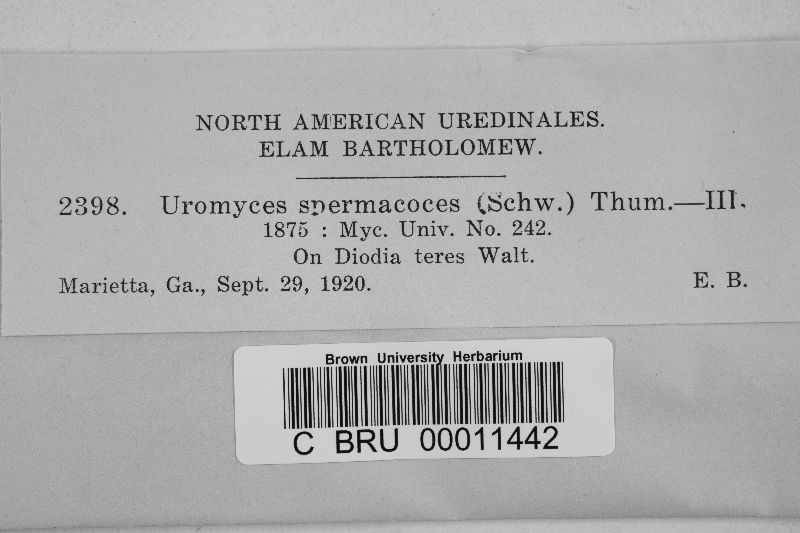 NORTH AMERICAN UREDINALES.
ELAM BARTHOLOMEW.
2398. Uromyces spermacoces (Schw.) Thum.—III.
1875 : Myc. Univ. No. 242.
On Diodia teres Walt.
Marietta, Ga., Sept. 29, 1920. E. B.
Brown University Herbarium
C BRU 00011442